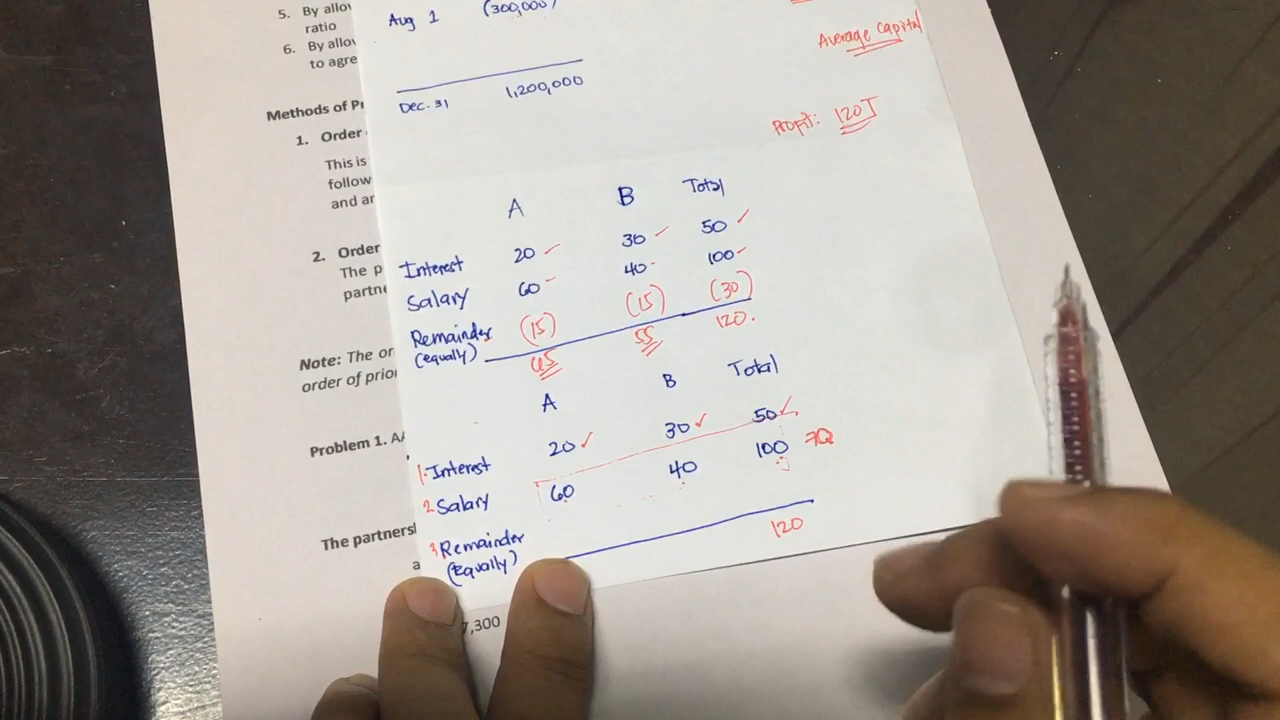 5. By allow
ratio
6. By allow
to agre
Aug 1 (300,000)
Average Capital
Dec. 31 1,200,000
Profit: 120T
Methods of P
1. Order
This is
follow
and ar
2. Order
The p
partne
Note: The or
order of prior
Problem 1. A
The partners
a
7,300
A B Total
Interest 20 ✓ 30 ✓ 50 ✓
Salary 60 40 100
Remainder (15) (15) (30)
(equally) 65 55 120.
A B Total
1. Interest 20 ✓ 30 ✓ 50 ✓
2. Salary 60 40 100 70
3 Remainder
(Equally) 120